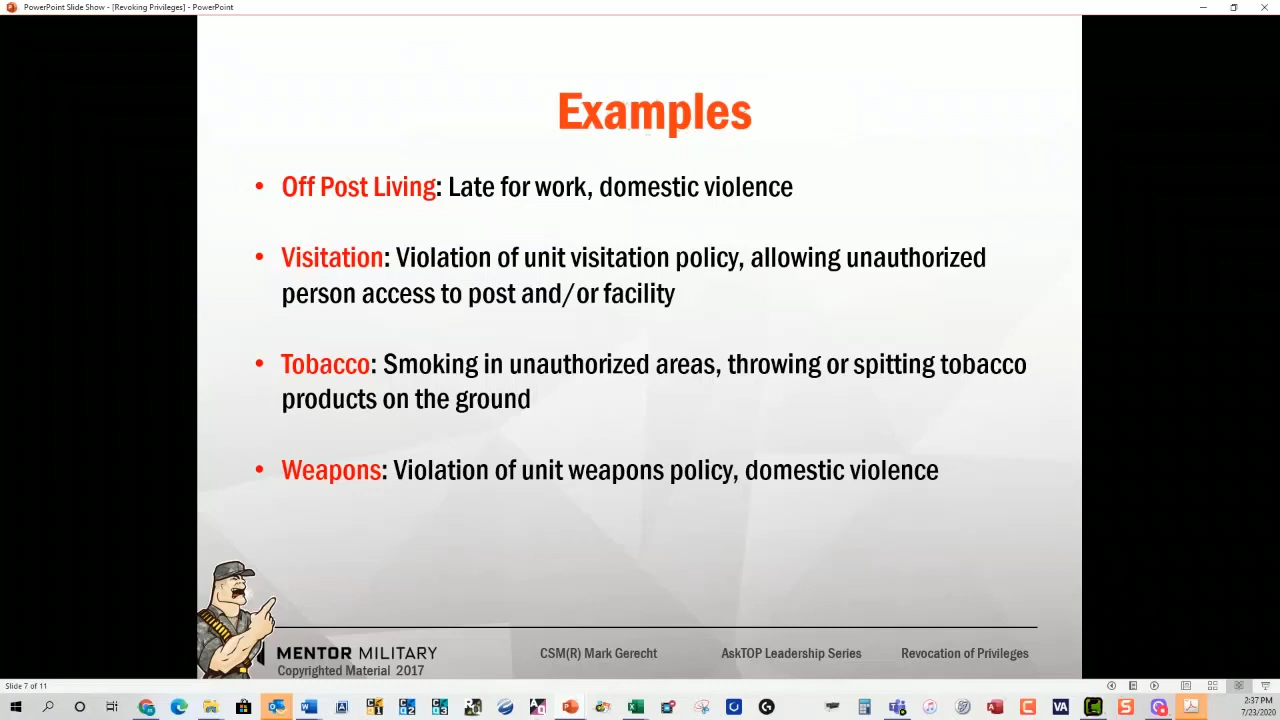 PowerPoint Slide Show - [Revoking Privileges] - PowerPoint
Examples
• Off Post Living: Late for work, domestic violence
• Visitation: Violation of unit visitation policy, allowing unauthorized
person access to post and/or facility
• Tobacco: Smoking in unauthorized areas, throwing or spitting tobacco
products on the ground
• Weapons: Violation of unit weapons policy, domestic violence
MENTOR MILITARY
CSM(R) Mark Gerecht
AskTOP Leadership Series
Revocation of Privileges
Copyrighted Material 2017
Slide 7 of 11
2:37 PM
7/23/2020